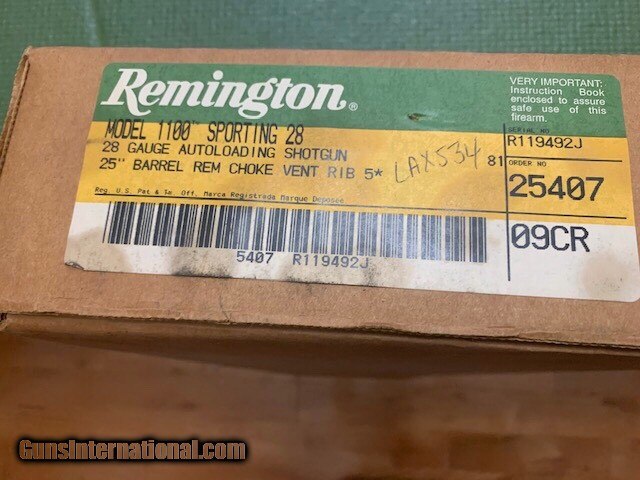 Remington®
VERY IMPORTANT:
Instruction Book
enclosed to assure
safe use of this
firearm.
MODEL 1100™ SPORTING 28
28 GAUGE AUTOLOADING SHOTGUN
25" BARREL REM CHOKE VENT RIB 5*
LAX534
81
SERIAL NO
R119492J
ORDER NO
25407
09CR
Reg. U.S. Pat & Tm. Off. Marca Registrada Marque Deposee
5407 R119492J
GunsInternational.com